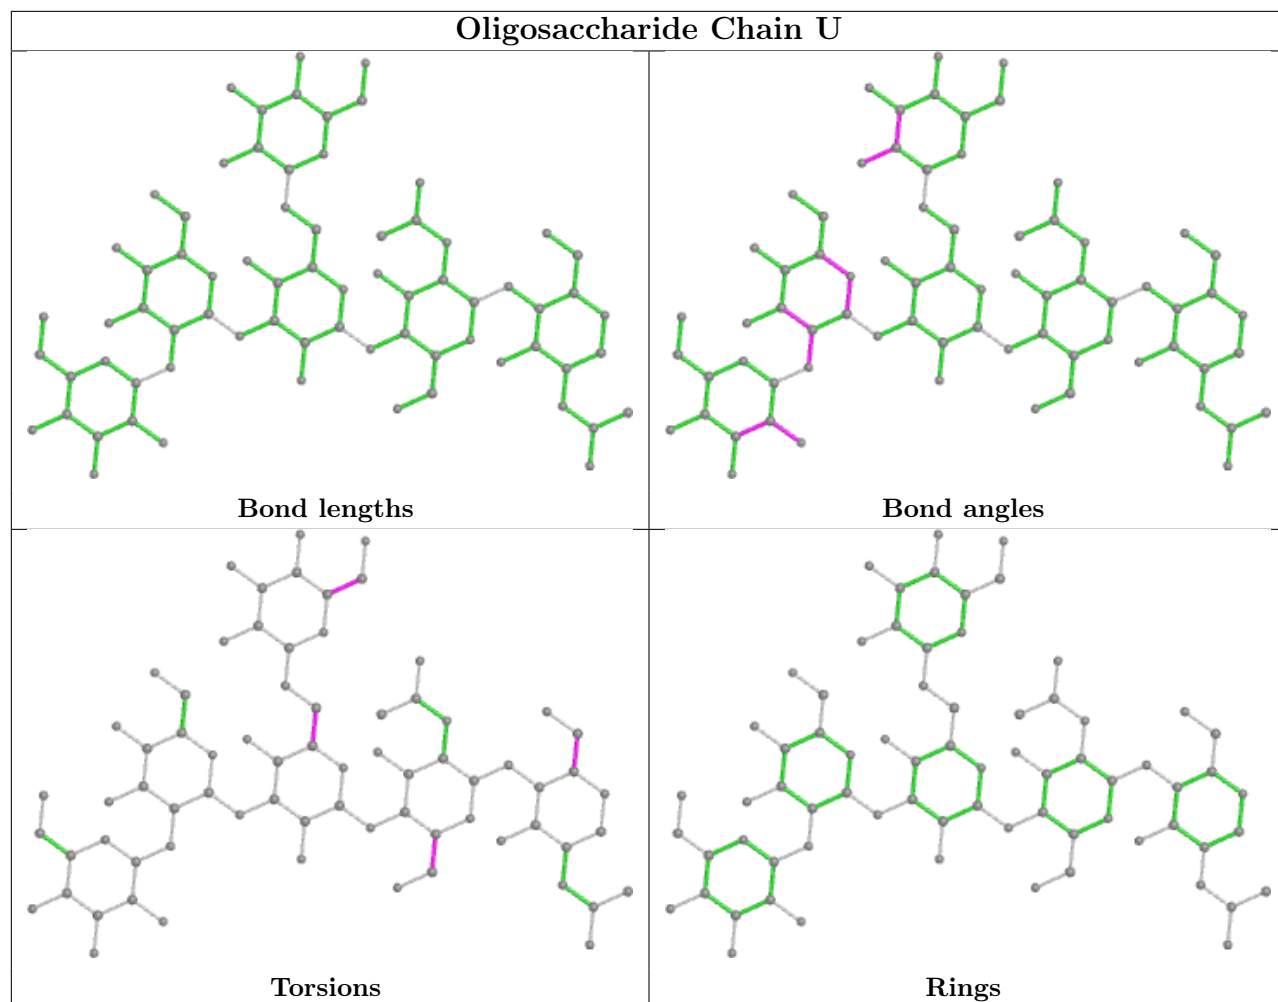 Oligosaccharide Chain U
Bond lengths
Bond angles
Torsions
Rings